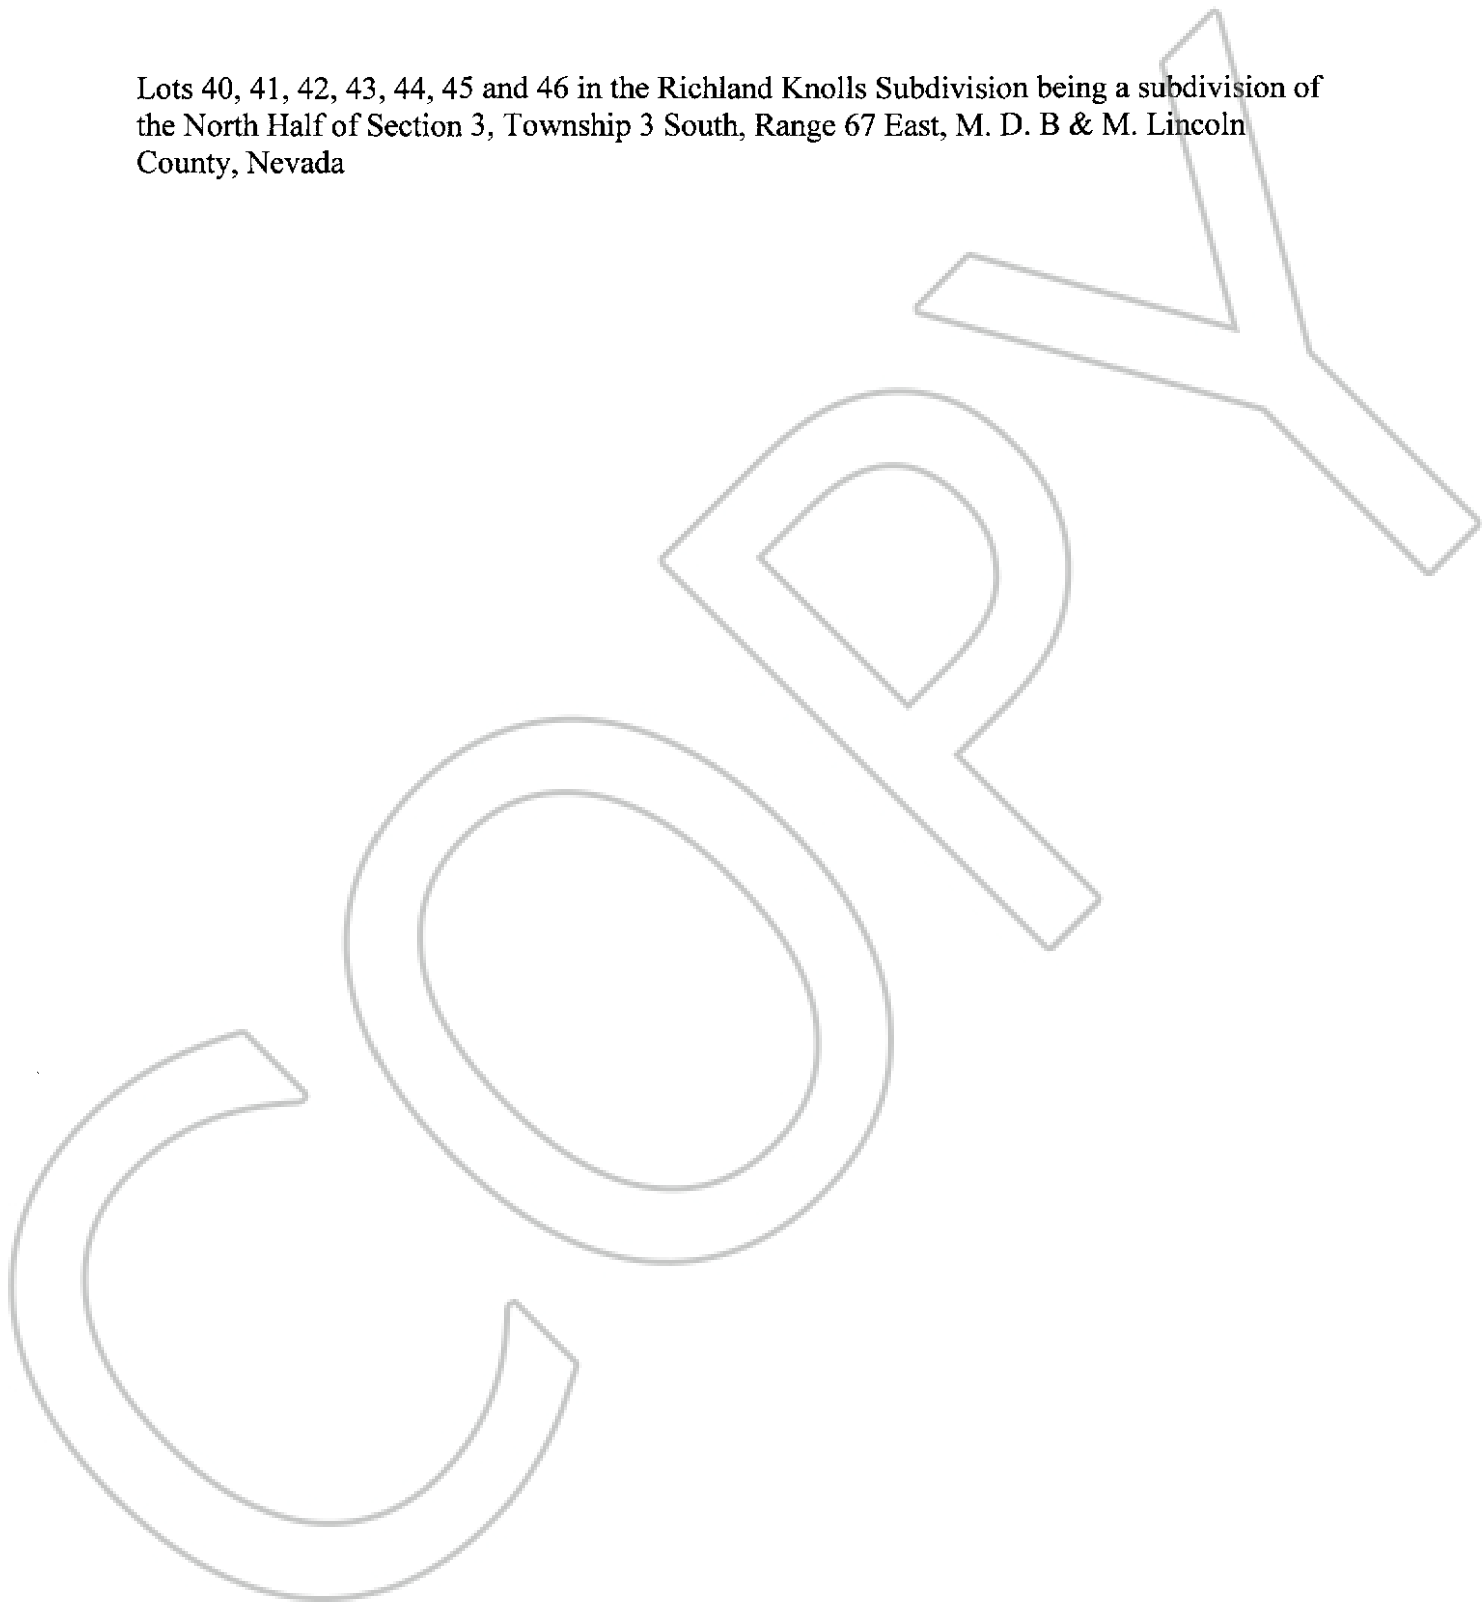 Lots 40, 41, 42, 43, 44, 45 and 46 in the Richland Knolls Subdivision being a subdivision of
the North Half of Section 3, Township 3 South, Range 67 East, M. D. B & M. Lincoln
County, Nevada
COPY